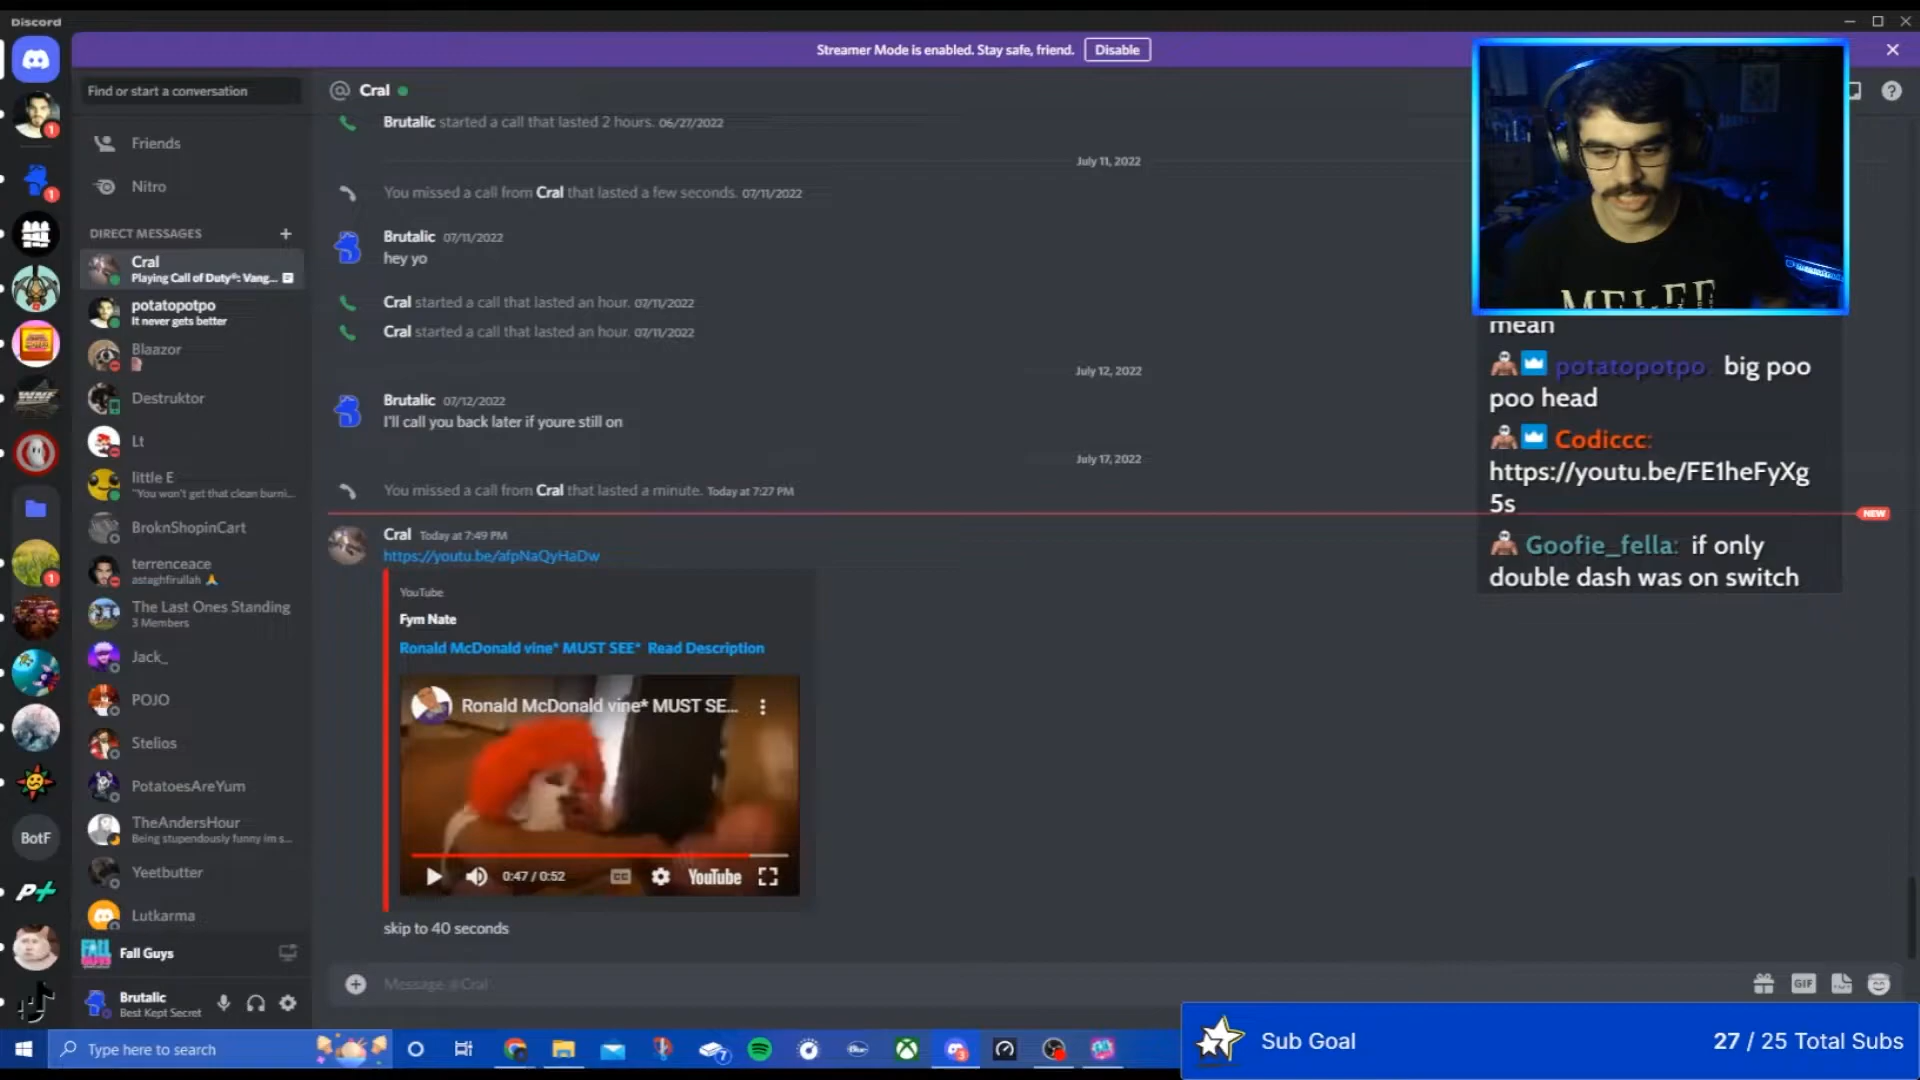 Discord
Streamer Mode is enabled. Stay safe, friend.
Disable
Find or start a conversation
Friends
Nitro
DIRECT MESSAGES
Cral
Playing Call of Duty®: Vang...
potatopotpo
It never gets better
Blaazor
Destruktor
Lt
little E
"You won't get that clean burni...
BroknShopinCart
terrenceace
astaghfirullah 🙏
The Last Ones Standing
3 Members
Jack_
POJO
Stelios
PotatoesAreYum
TheAndersHour
Being stupendously funny im s...
Yeetbutter
Lutkarma
Fall Guys
Brutalic
Best Kept Secret
BotF
Cral
Brutalic started a call that lasted 2 hours. 06/27/2022
July 11, 2022
You missed a call from Cral that lasted a few seconds. 07/11/2022
Brutalic 07/11/2022
hey yo
Cral started a call that lasted an hour. 07/11/2022
Cral started a call that lasted an hour. 07/11/2022
July 12, 2022
Brutalic 07/12/2022
I'll call you back later if youre still on
July 17, 2022
You missed a call from Cral that lasted a minute. Today at 7:27 PM
NEW
Cral Today at 7:49 PM
https://youtu.be/afpNaQyHaDw
YouTube
Fym Nate
Ronald McDonald vine* MUST SEE* Read Description
Ronald McDonald vine* MUST SE...
0:47 / 0:52
CC
YouTube
skip to 40 seconds
Message @Cral
GIF
MELEE
mean
potatopotpo big poo
poo head
Codiccc:
https://youtu.be/FE1heFyXg
5s
Goofie_fella: if only
double dash was on switch
Type here to search
Sub Goal
27 / 25 Total Subs